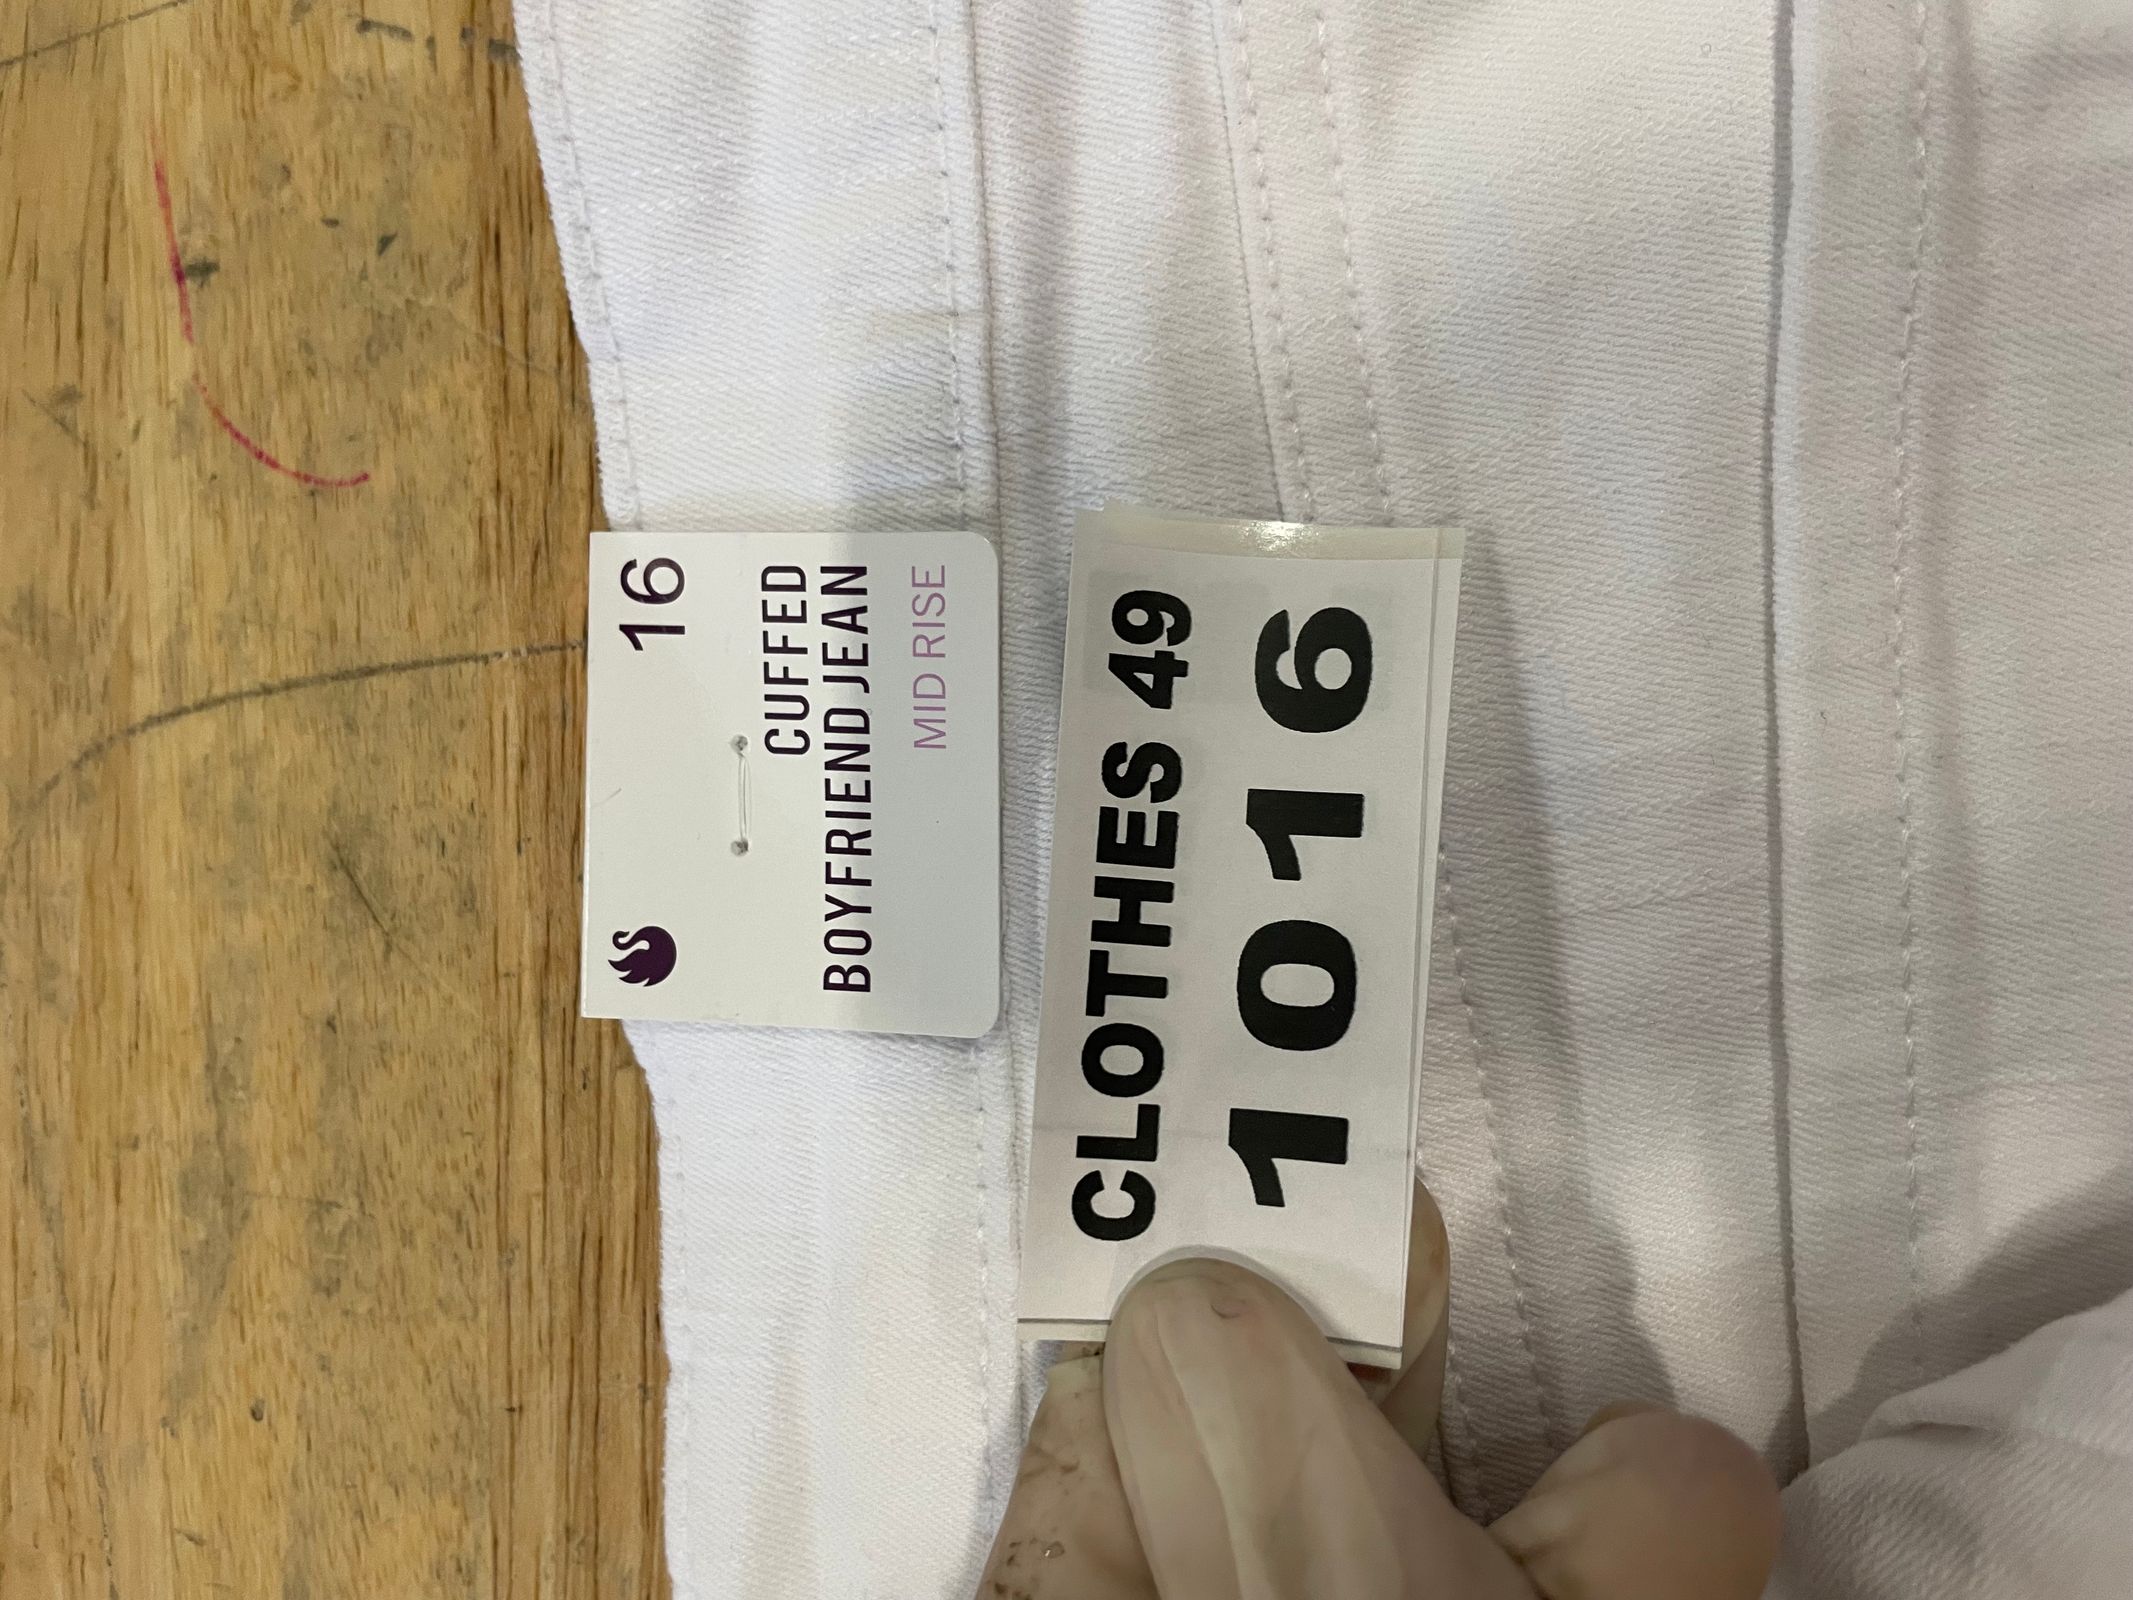 16
CUFFED
BOYFRIEND JEAN
MID RISE
CLOTHES 49
1016